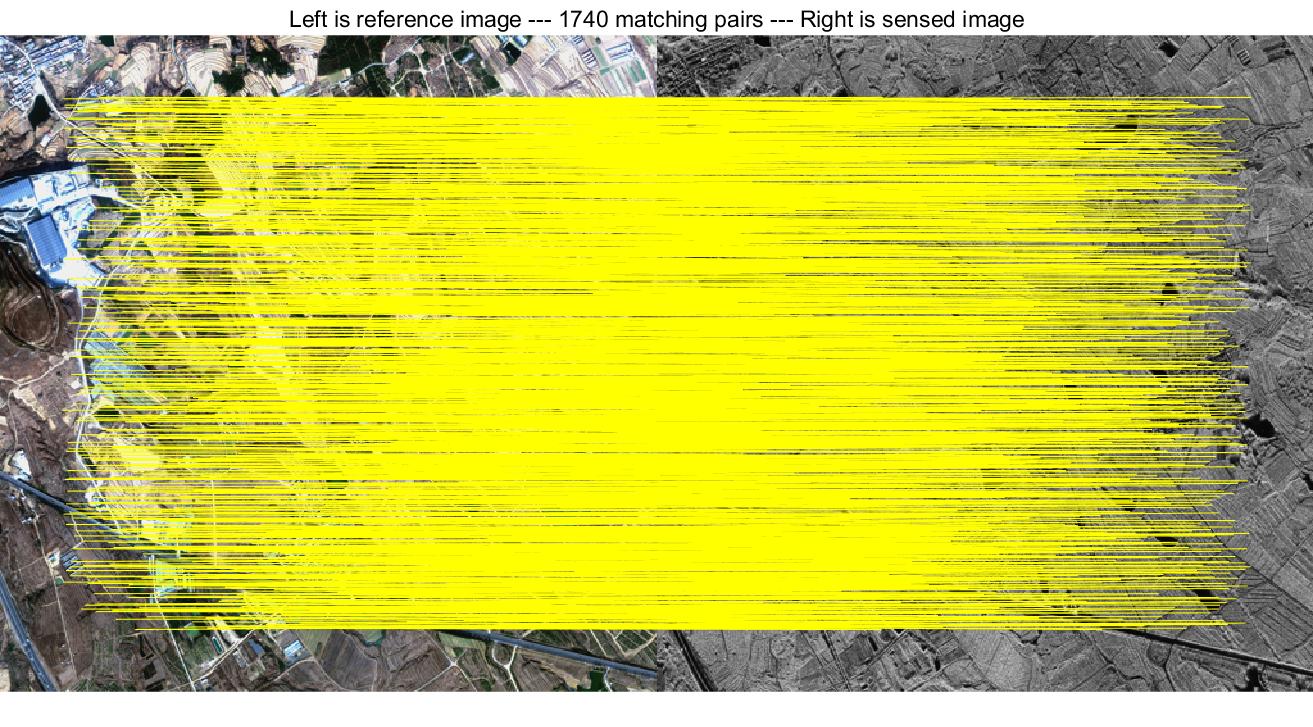 Left is reference image --- 1740 matching pairs --- Right is sensed image